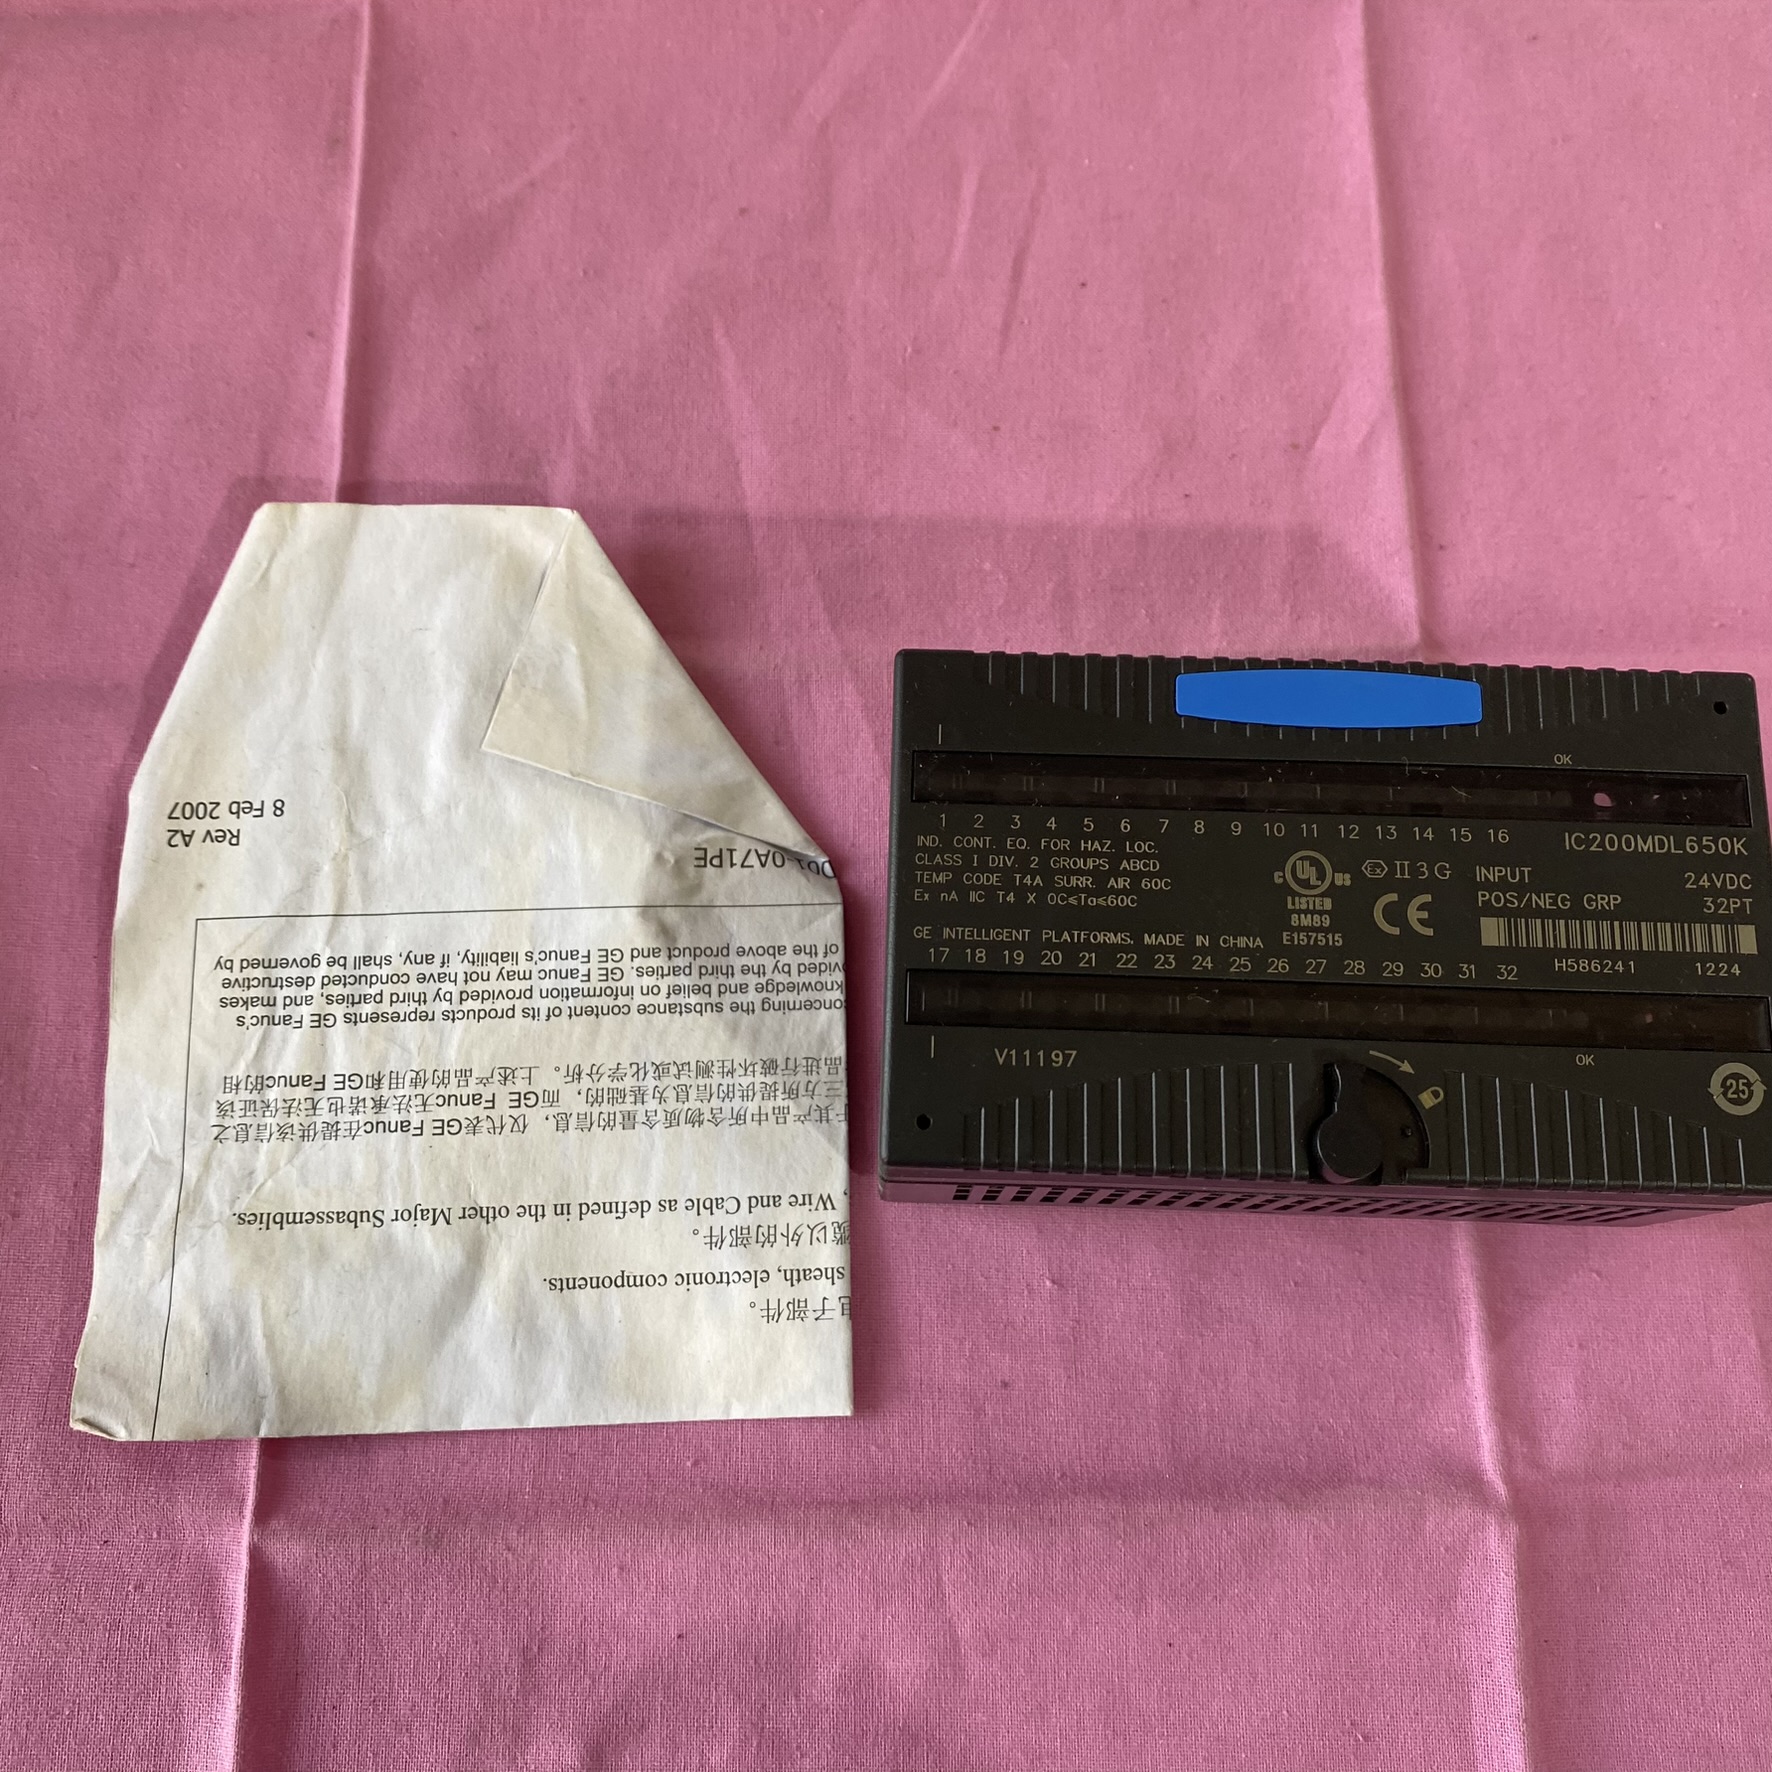 电子部件。
sheath, electronic components.
缆以外的部件。
, Wire and Cable as defined in the other Major Subassemblies.
其产品中所含物质含量的信息，仅代表GE Fanuc在提供该信息之
三方所提供的信息为基础的，而GE Fanuc无法承诺也无法保证该
品进行破坏性测试或化学分析。上述产品的使用和GE Fanuc的相
concerning the substance content of its products represents GE Fanuc's
knowledge and belief on information provided by third parties, and makes
vided by the third parties. GE Fanuc may not have conducted destructive
of the above product and GE Fanuc's liability, if any, shall be governed by
-0A71PE
Rev A2
8 Feb 2007
OK
1 2 3 4 5 6 7 8 9 10 11 12 13 14 15 16
IC200MDL650K
IND. CONT. EQ. FOR HAZ. LOC.
CLASS I DIV. 2 GROUPS ABCD
TEMP CODE T4A SURR. AIR 60C
Ex nA IIC T4 X 0C≤Ta≤60C
C UL US
LISTED
8M89
E157515
Ex II 3 G
CE
INPUT 24VDC
POS/NEG GRP 32PT
GE INTELLIGENT PLATFORMS. MADE IN CHINA
17 18 19 20 21 22 23 24 25 26 27 28 29 30 31 32
H586241 1224
V11197
OK
25